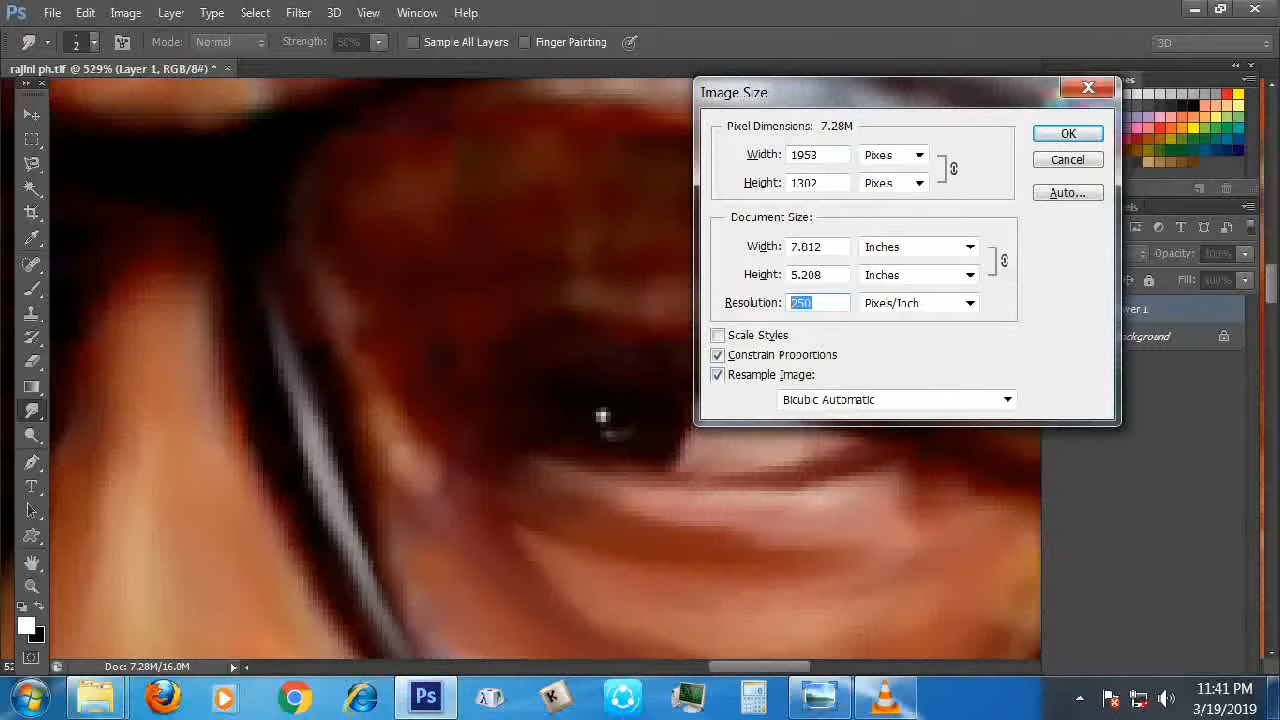 Ps File Edit Image Layer Type Select Filter 3D View Window Help
2 Mode: Normal Strength: 50% Sample All Layers Finger Painting 3D
rajini ph.tif @ 529% (Layer 1, RGB/8#) * ×
Image Size
Pixel Dimensions: 7.28M
OK
Width: 1953 Pixels
Cancel
Height: 1302 Pixels
Auto...
Document Size:
Width: 7.812 Inches
Opacity: 100%
Height: 5.208 Inches
Fill: 100%
Resolution: 250 Pixels/Inch
Scale Styles
Constrain Proportions
Resample Image:
Bicubic Automatic
Doc: 7.28M/16.0M
Ps
K
11:41 PM
3/19/2019